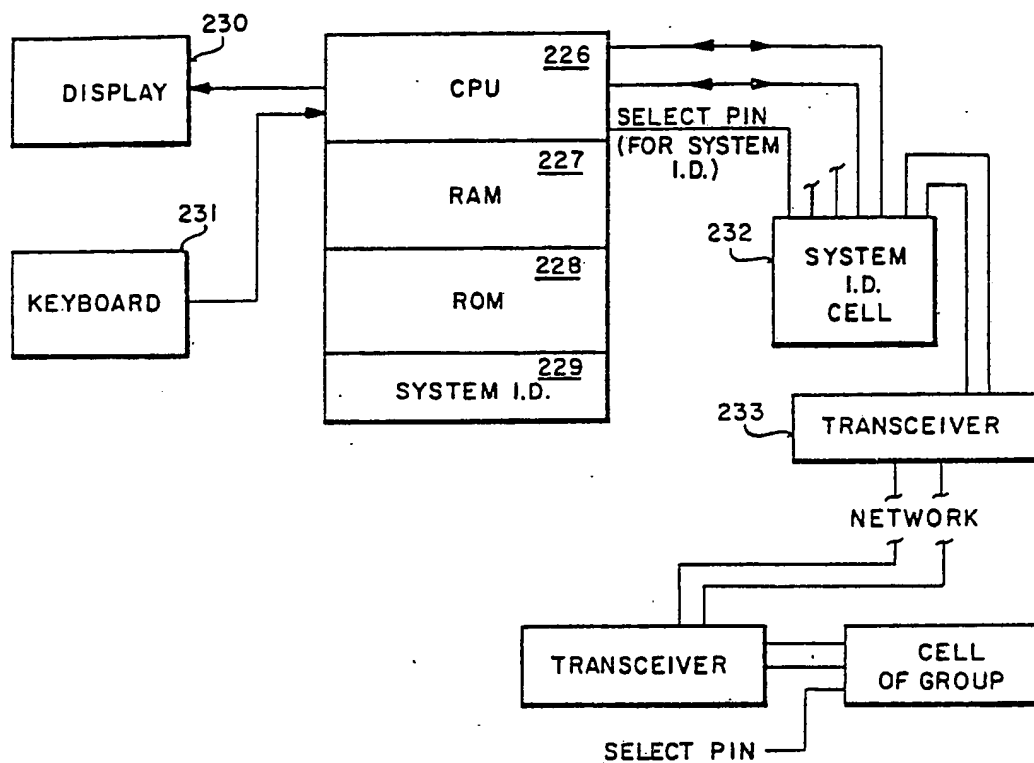 230
DISPLAY
231
KEYBOARD
226
CPU
227
RAM
228
ROM
229
SYSTEM I.D.
SELECT PIN
(FOR SYSTEM
I.D.)
232
SYSTEM
I.D.
CELL
233
TRANSCEIVER
NETWORK
TRANSCEIVER
CELL
OF GROUP
SELECT PIN